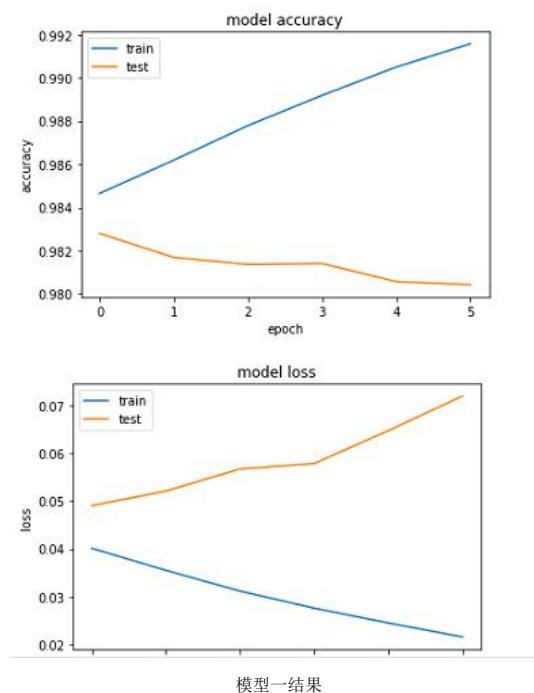 model accuracy
0.992
0.990
0.988
0.986
0.984
0.982
0.980
accuracy
train
test
0
1
2
3
4
5
epoch
model loss
0.07
0.06
0.05
0.04
0.03
0.02
loss
train
test
模型一结果